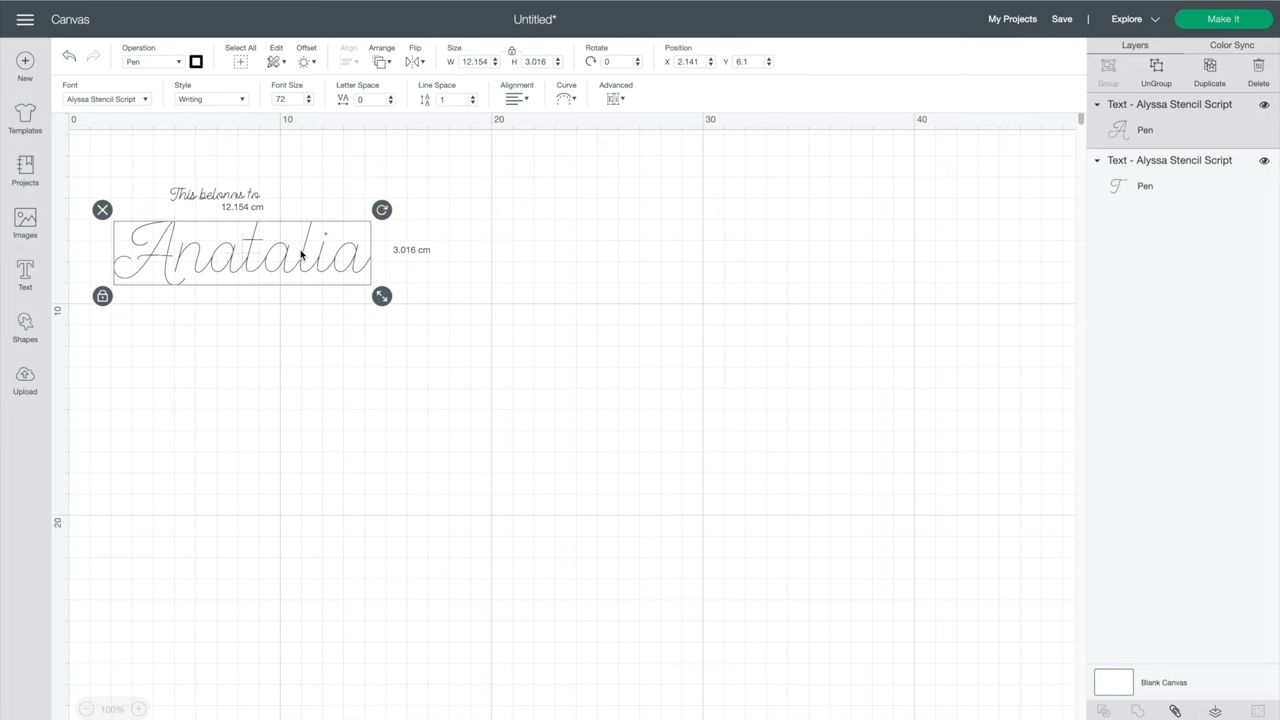 Canvas Untitled* My Projects Save | Explore Make It
Operation Select All Edit Offset Align Arrange Flip Size Rotate Position
Pen W 12.154 H 3.016 0 X 2.141 Y 6.1
Font Style Font Size Letter Space Line Space Alignment Curve Advanced
Alyssa Stencil Script Writing 72 VA 0 1
New
Templates
Projects
Images
Text
Shapes
Upload
0 10 20 30 40
10
20
This belongs to
12.154 cm
Anatalia
3.016 cm
100%
Layers Color Sync
Group UnGroup Duplicate Delete
Text - Alyssa Stencil Script
A Pen
Text - Alyssa Stencil Script
T Pen
Blank Canvas